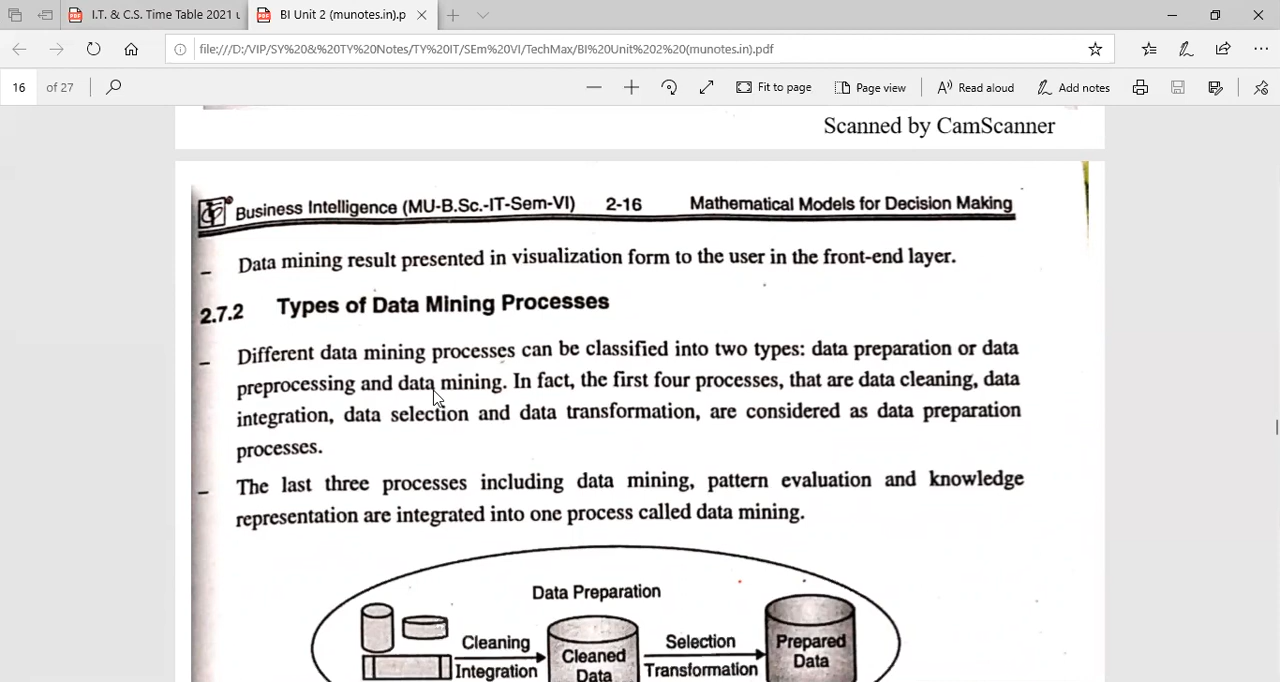 I.T. & C.S. Time Table 2021 u
BI Unit 2 (munotes.in).p
file:///D:/VIP/SY%20&%20TY%20Notes/TY%20IT/SEm%20VI/TechMax/BI%20Unit%202%20(munotes.in).pdf
16 of 27
Fit to page
Page view
Read aloud
Add notes
Scanned by CamScanner
Business Intelligence (MU-B.Sc.-IT-Sem-VI) 2-16 Mathematical Models for Decision Making
– Data mining result presented in visualization form to the user in the front-end layer.
2.7.2 Types of Data Mining Processes
– Different data mining processes can be classified into two types: data preparation or data
preprocessing and data mining. In fact, the first four processes, that are data cleaning, data
integration, data selection and data transformation, are considered as data preparation
processes.
– The last three processes including data mining, pattern evaluation and knowledge
representation are integrated into one process called data mining.
Data Preparation
Cleaning
Integration
Cleaned
Data
Selection
Transformation
Prepared
Data